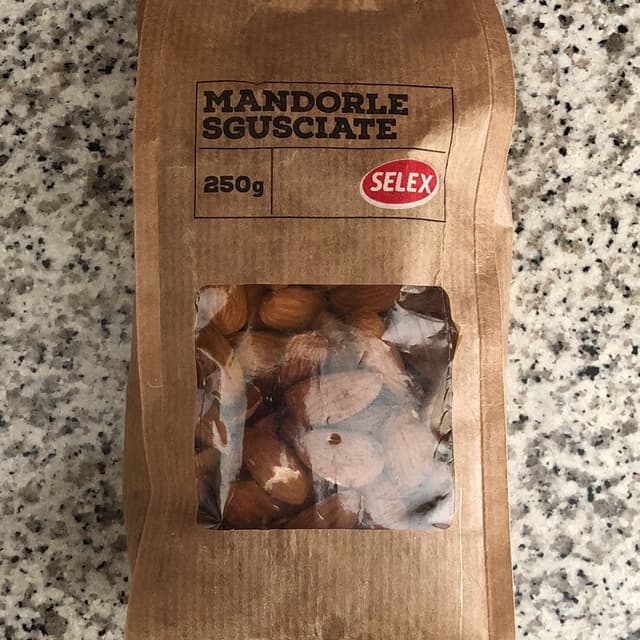 MANDORLE
SGUSCIATE
250g
SELEX